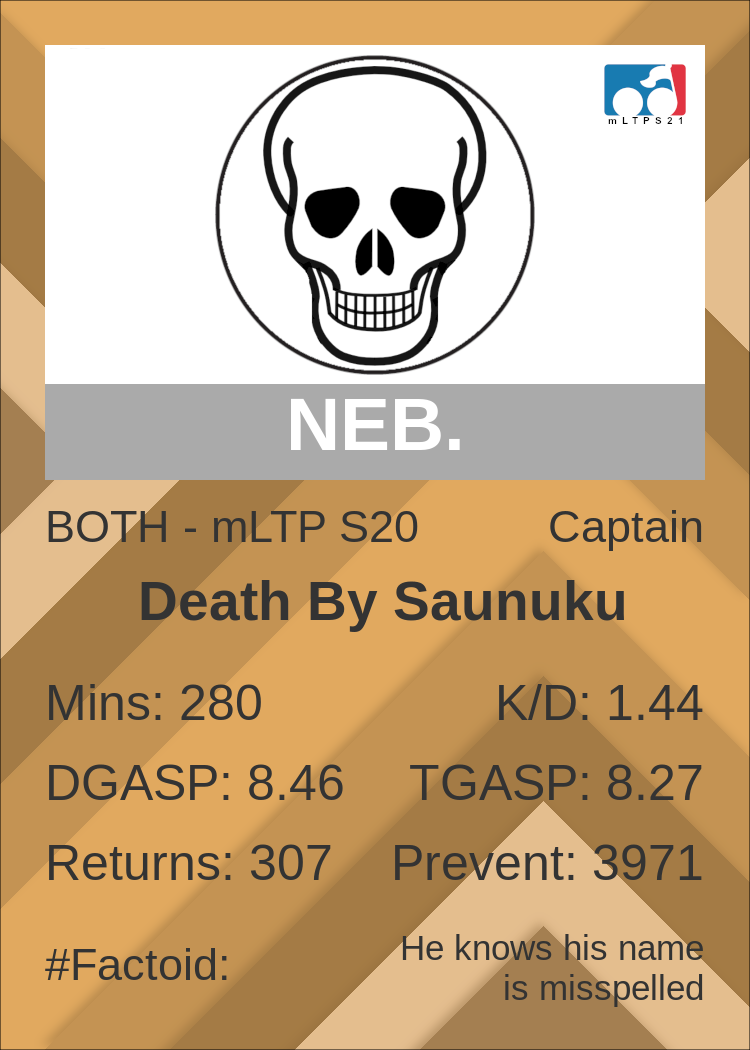 mLTPS21
NEB.
BOTH - mLTP S20 Captain
Death By Saunuku
Mins: 280 K/D: 1.44
DGASP: 8.46 TGASP: 8.27
Returns: 307 Prevent: 3971
#Factoid: He knows his name
is misspelled